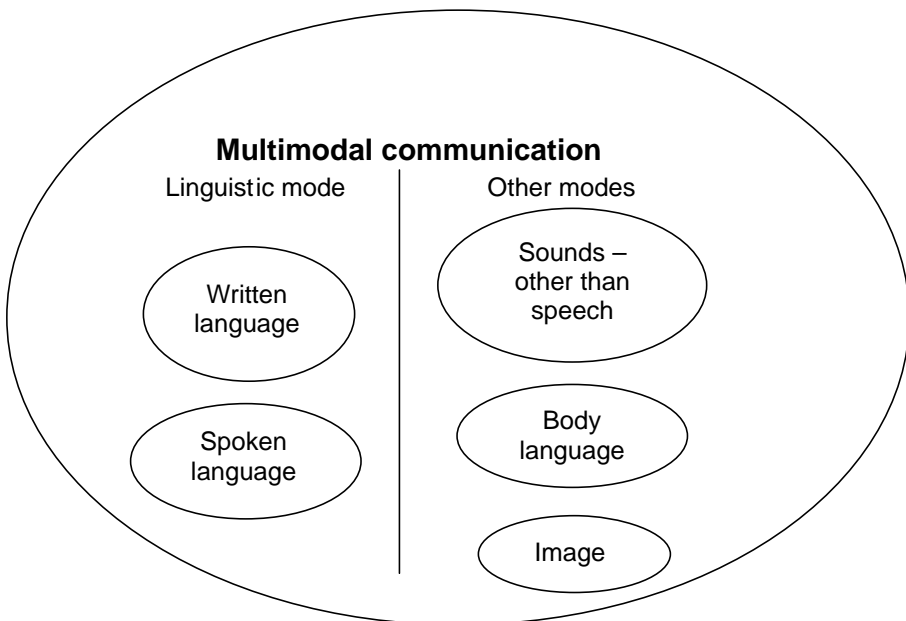 Multimodal communication
Linguistic mode
Written
language
Spoken
language
Other modes
Sounds –
other than
speech
Body
language
Image